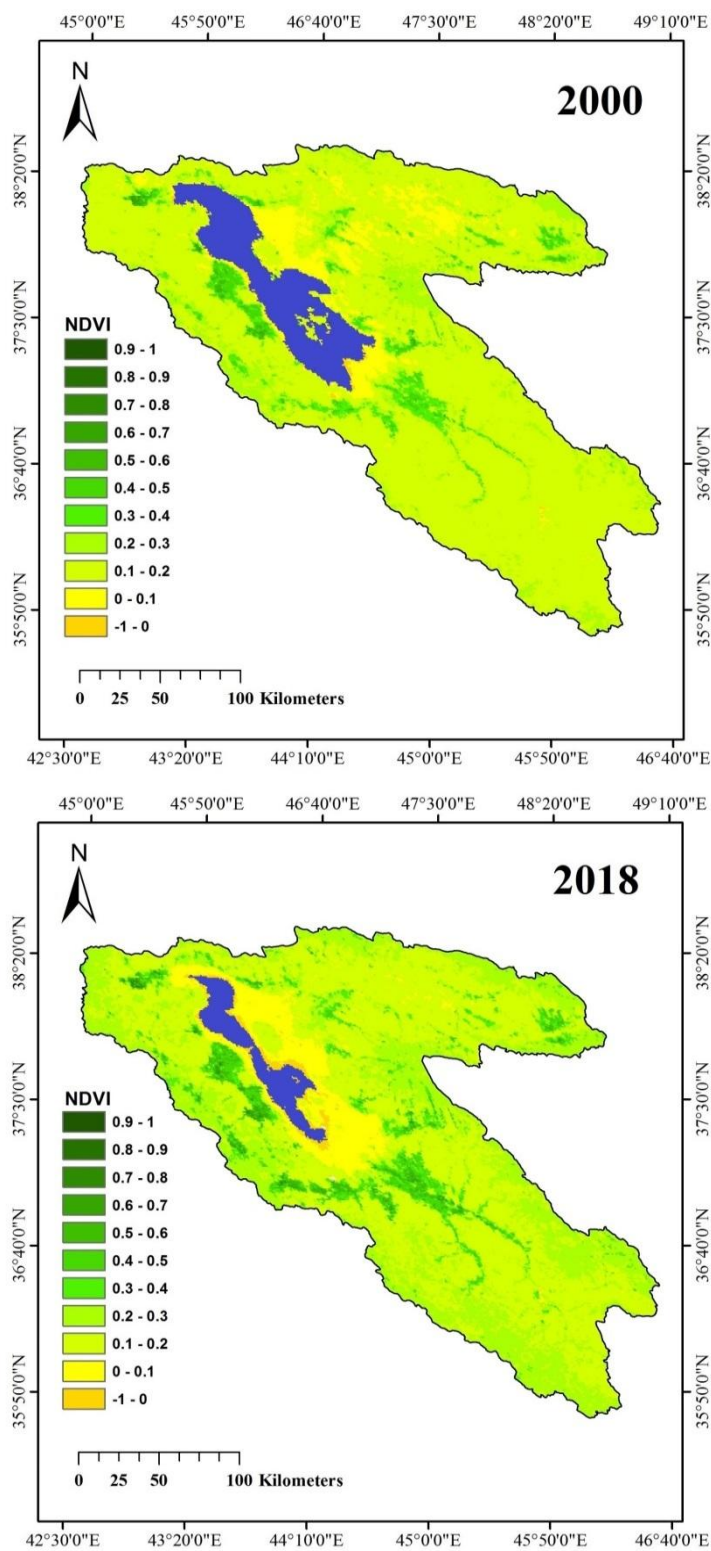 45°0'0"E 45°50'0"E 46°40'0"E 47°30'0"E 48°20'0"E 49°10'0"E
N
2000
38°20'0"N 38°20'0"N
37°30'0"N 37°30'0"N
NDVI
0.9 - 1
0.8 - 9.9
0.7 - 0.8
0.6 - 0.7
0.5 - 0.6
0.4 - 0.5
36°40'0"N 36°40'0"N
0.3 - 0.4
0.2 - 0.3
0.1 - 0.2
0 - 0.1
35°50'0"N 35°50'0"N
-1 - 0
0 25 50 100 Kilometers
42°30'0"E 43°20'0"E 44°10'0"E 45°0'0"E 45°50'0"E 46°40'0"E
45°0'0"E 45°50'0"E 46°40'0"E 47°30'0"E 48°20'0"E 49°10'0"E
N
2018
38°20'0"N 38°20'0"N
37°30'0"N 37°30'0"N
NDVI
0.9 - 1
0.8 - 0.9
0.7 - 0.8
0.6 - 0.7
0.5 - 0.6
36°40'0"N 36°40'0"N
0.4 - 0.5
0.3 - 0.4
0.2 - 0.3
0.1 - 0.2
0 - 0.1
35°50'0"N 35°50'0"N
-1 - 0
0 25 50 100 Kilometers
42°30'0"E 43°20'0"E 44°10'0"E 45°0'0"E 45°50'0"E 46°40'0"E